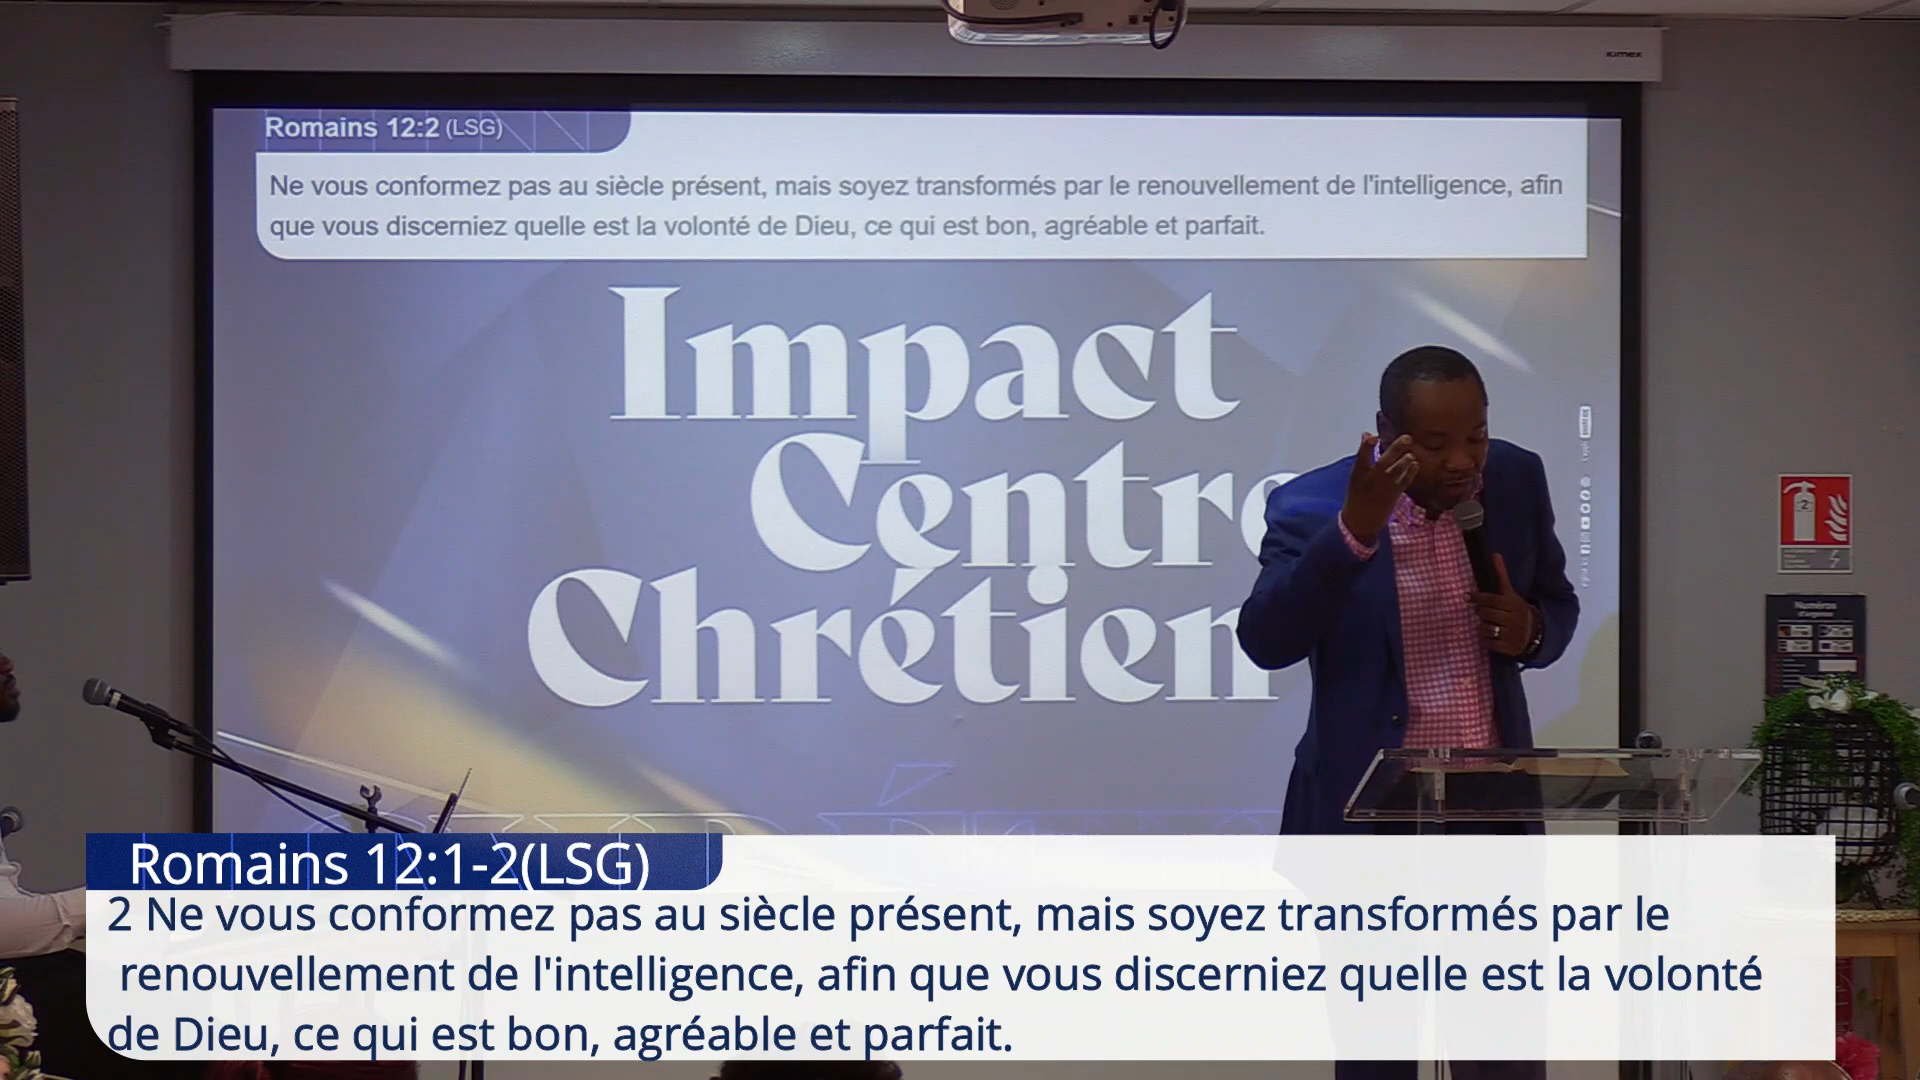 KIMEX
Romains 12:2 (LSG)
Ne vous conformez pas au siècle présent, mais soyez transformés par le renouvellement de l'intelligence, afin
que vous discerniez quelle est la volonté de Dieu, ce qui est bon, agréable et parfait.
Impact
Centre
Chrétien
2
Numéros
d'urgence
Romains 12:1-2(LSG)
2 Ne vous conformez pas au siècle présent, mais soyez transformés par le
renouvellement de l'intelligence, afin que vous discerniez quelle est la volonté
de Dieu, ce qui est bon, agréable et parfait.